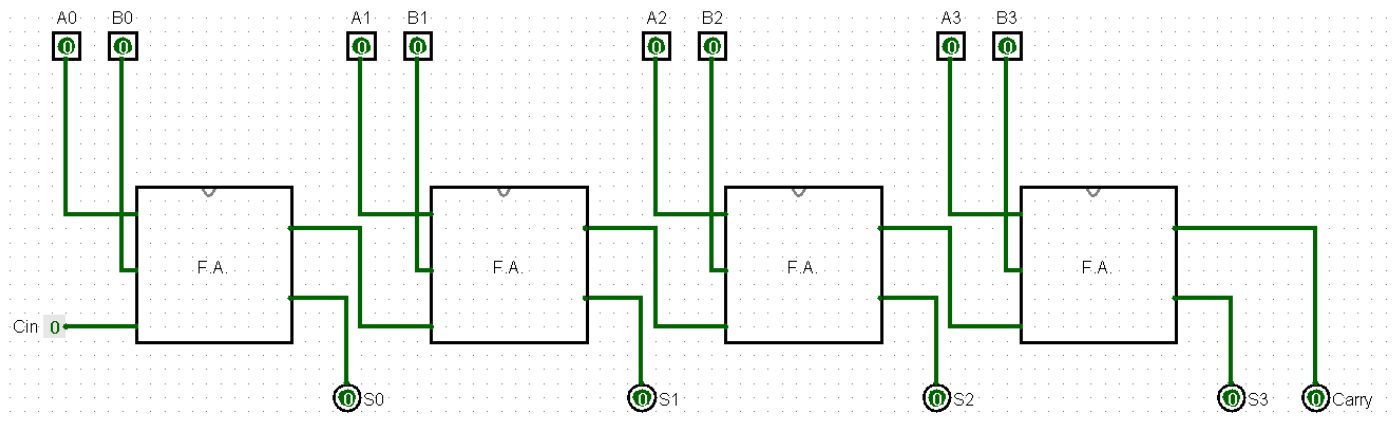 A0 B0 A1 B1 A2 B2 A3 B3
0 0 0 0 0 0 0 0
F.A. F.A. F.A. F.A.
Cin 0
0 S0 0 S1 0 S2 0 S3 0 Carry